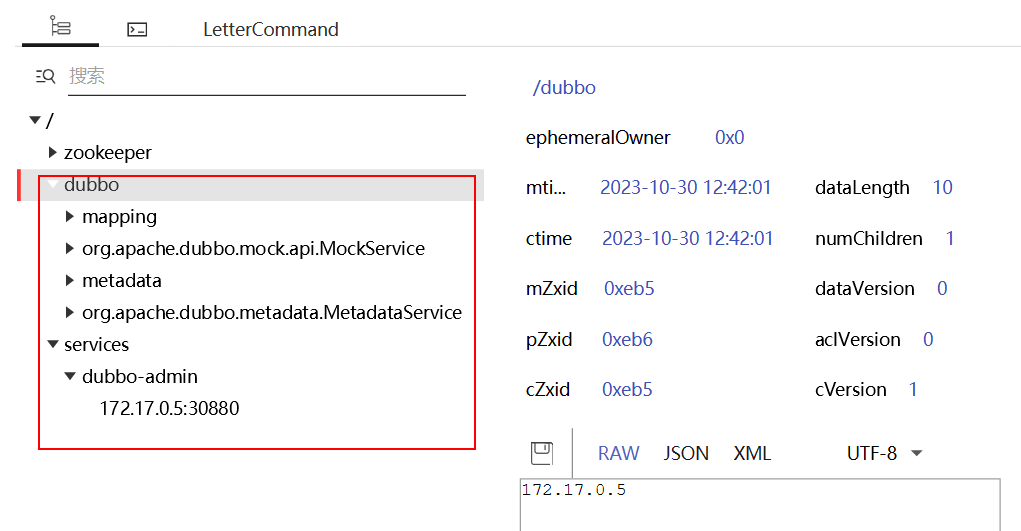 LetterCommand
搜索
/
zookeeper
dubbo
mapping
org.apache.dubbo.mock.api.MockService
metadata
org.apache.dubbo.metadata.MetadataService
services
dubbo-admin
172.17.0.5:30880
/dubbo
ephemeralOwner 0x0
mti... 2023-10-30 12:42:01 dataLength 10
ctime 2023-10-30 12:42:01 numChildren 1
mZxid 0xeb5 dataVersion 0
pZxid 0xeb6 aclVersion 0
cZxid 0xeb5 cVersion 1
RAW JSON XML UTF-8
172.17.0.5